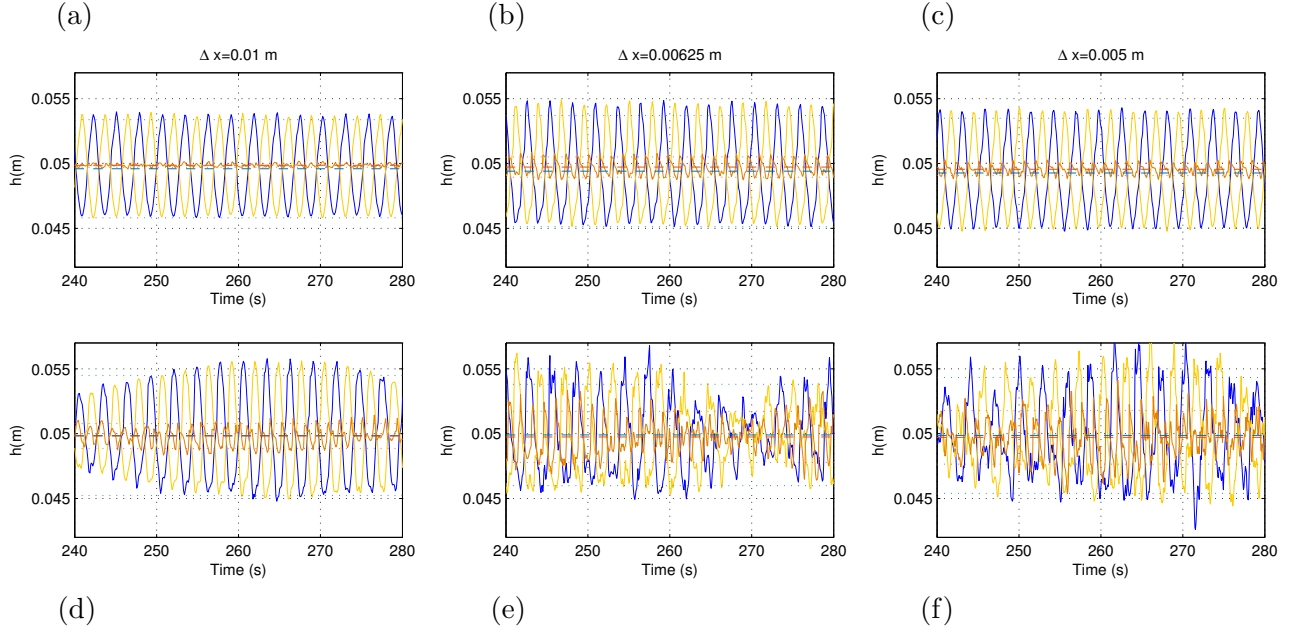 (a) (b) (c)
Δ x=0.01 m Δ x=0.00625 m Δ x=0.005 m
0.055 0.055 0.055
h(m) 0.05 h(m) 0.05 h(m) 0.05
0.045 0.045 0.045
240 250 260 270 280 240 250 260 270 280 240 250 260 270 280
Time (s) Time (s) Time (s)
0.055 0.055 0.055
h(m) 0.05 h(m) 0.05 h(m) 0.05
0.045 0.045 0.045
240 250 260 270 280 240 250 260 270 280 240 250 260 270 280
Time (s) Time (s) Time (s)
(d) (e) (f)